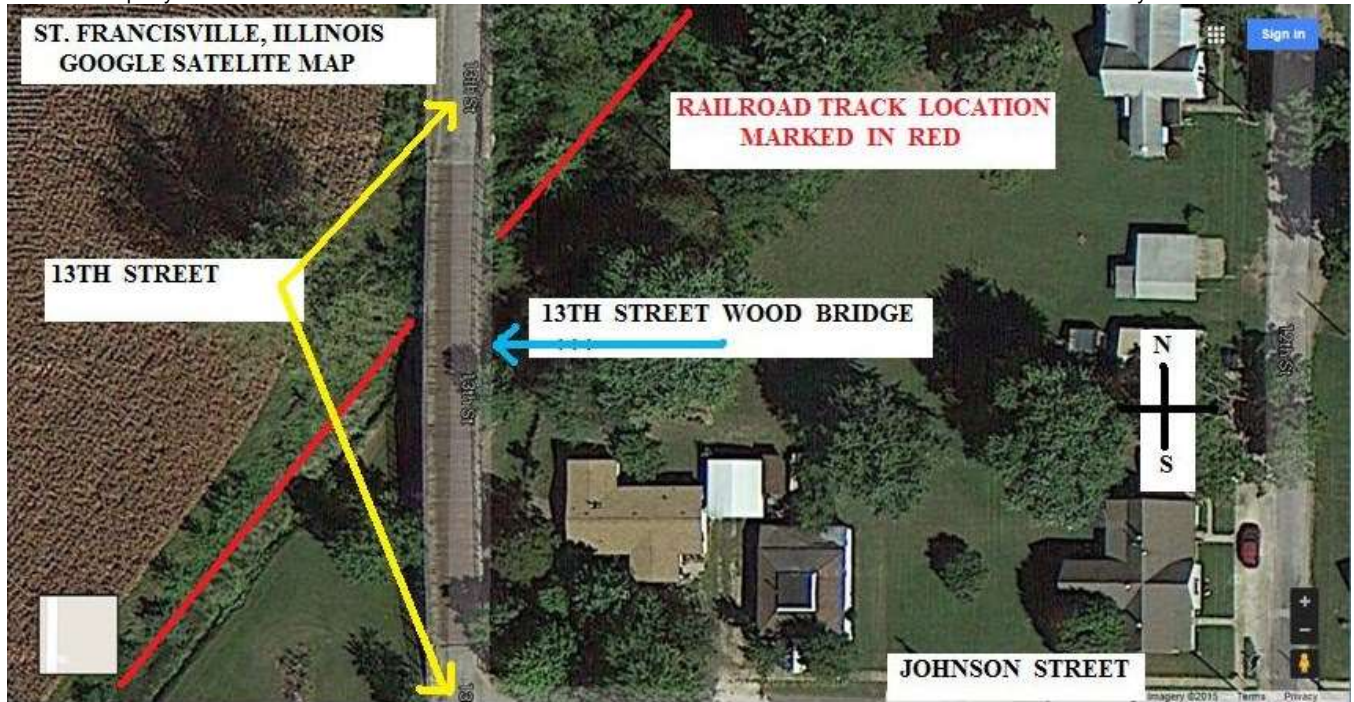 ST. FRANCISVILLE, ILLINOIS
GOOGLE SATELITE MAP
13th St
Sign in
RAILROAD TRACK LOCATION
MARKED IN RED
13TH STREET
13TH STREET WOOD BRIDGE
12th St
N
13th St
S
+
−
JOHNSON STREET
13
Imagery ©2015 Terms Privacy